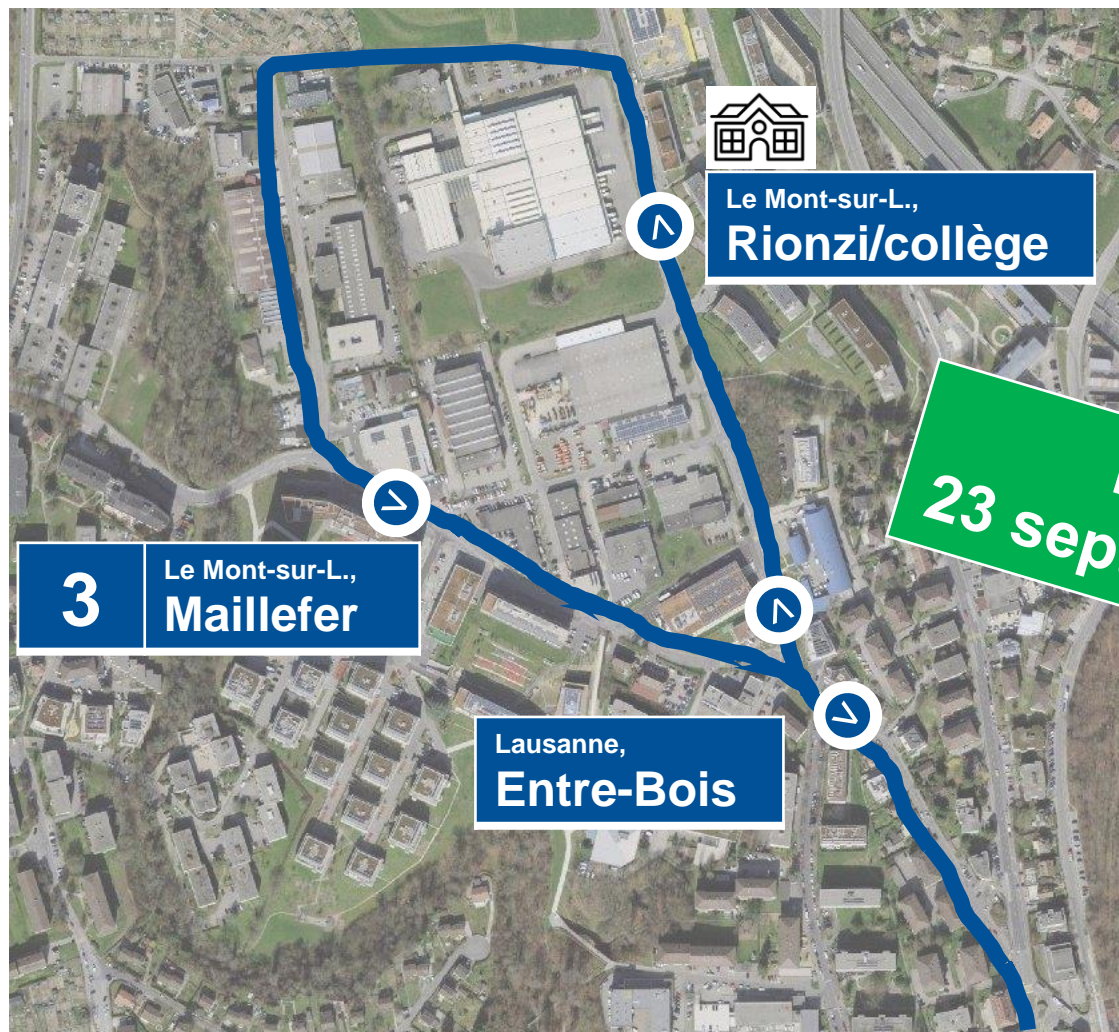 Le Mont-sur-L.,
Rionzi/collège
23 sep
3
Le Mont-sur-L.,
Maillefer
Lausanne,
Entre-Bois